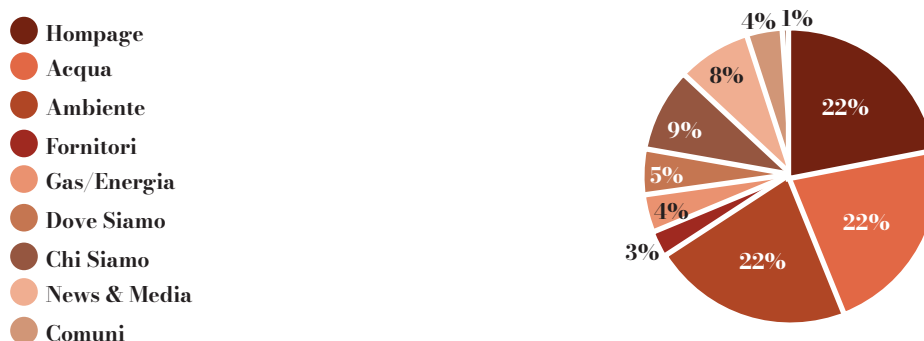 Hompage
Acqua
Ambiente
Fornitori
Gas/Energia
Dove Siamo
Chi Siamo
News & Media
Comuni
4% 1%
8%
22%
9%
5%
4%
22%
3%
22%